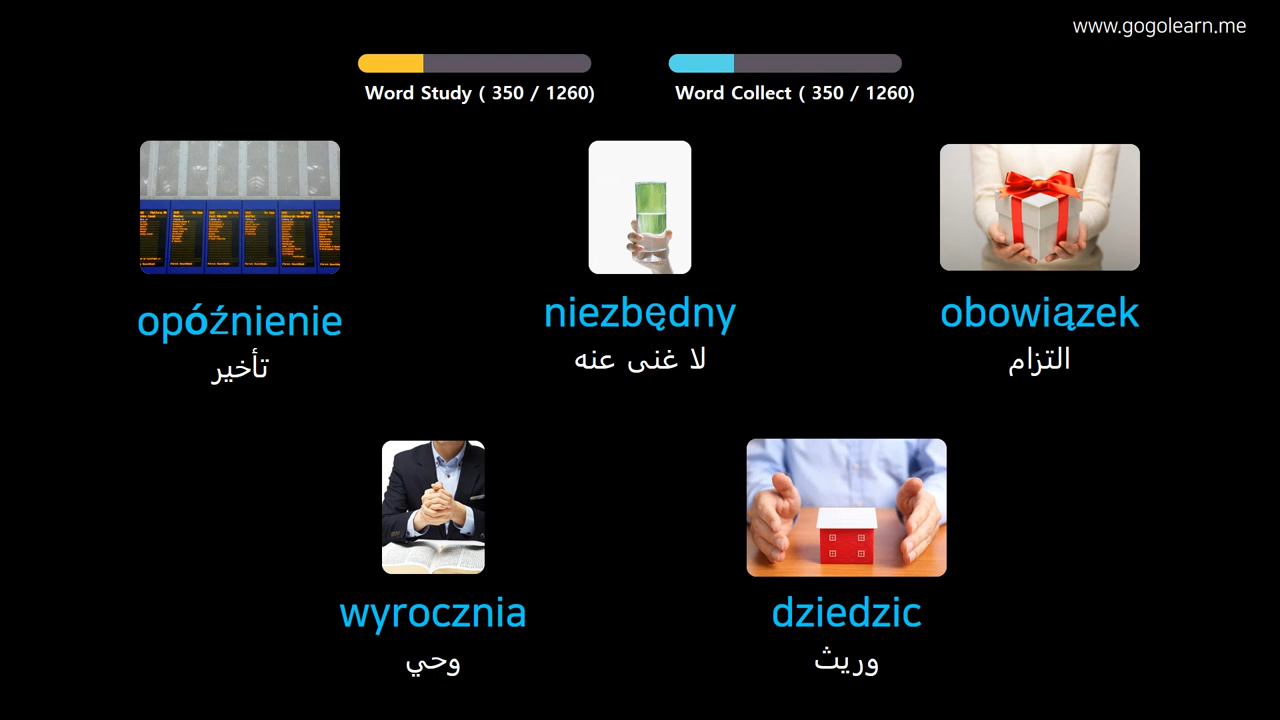 www.gogolearn.me
Word Study ( 350 / 1260)
Word Collect ( 350 / 1260)
opóźnienie
تأخير
niezbędny
لا غنى عنه
obowiązek
التزام
wyrocznia
وحي
dziedzic
وريث